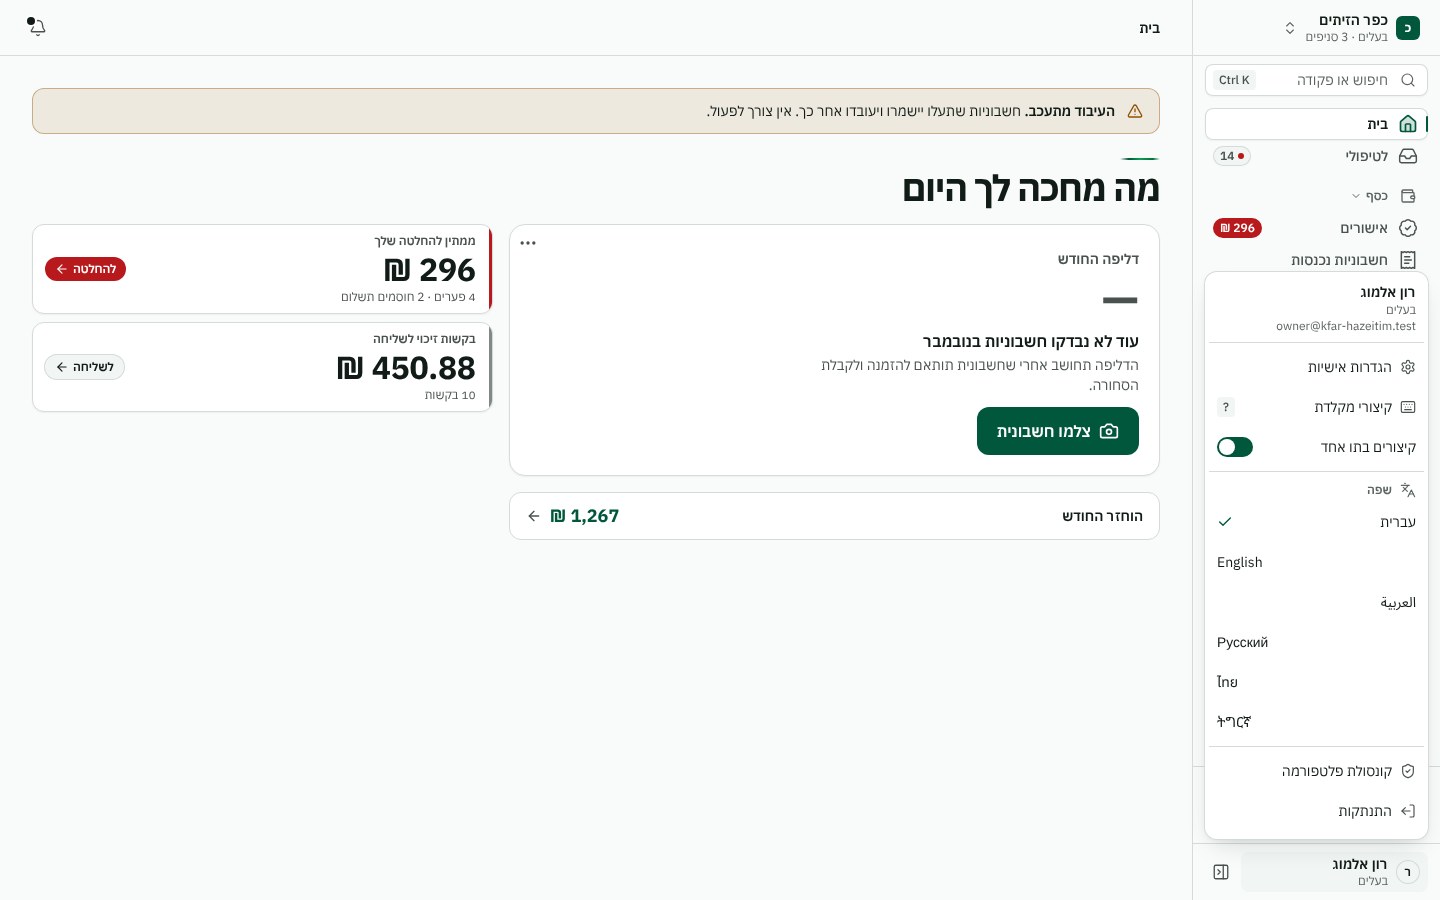 כ
כפר הזיתים
בעלים · 3 סניפים
חיפוש או פקודה
Ctrl K
בית
לטיפולי
14
כסף
אישורים
296 ₪
חשבוניות נכנסות
רון אלמוג
בעלים
owner@kfar-hazeitim.test
הגדרות אישיות
קיצורי מקלדת
?
קיצורים בתו אחד
שפה
עברית
English
العربية
Русский
ไทย
ትግርኛ
קונסולת פלטפורמה
התנתקות
ר
רון אלמוג
בעלים
בית
העיבוד מתעכב. חשבוניות שתעלו יישמרו ויעובדו אחר כך. אין צורך לפעול.
מה מחכה לך היום
דליפה החודש
—
עוד לא נבדקו חשבוניות בנובמבר
הדליפה תחושב אחרי שחשבונית תותאם להזמנה ולקבלת
הסחורה.
צלמו חשבונית
הוחזר החודש
1,267 ₪
ממתין להחלטה שלך
296 ₪
4 פערים · 2 חוסמים תשלום
להחלטה
בקשות זיכוי לשליחה
450.88 ₪
10 בקשות
לשליחה